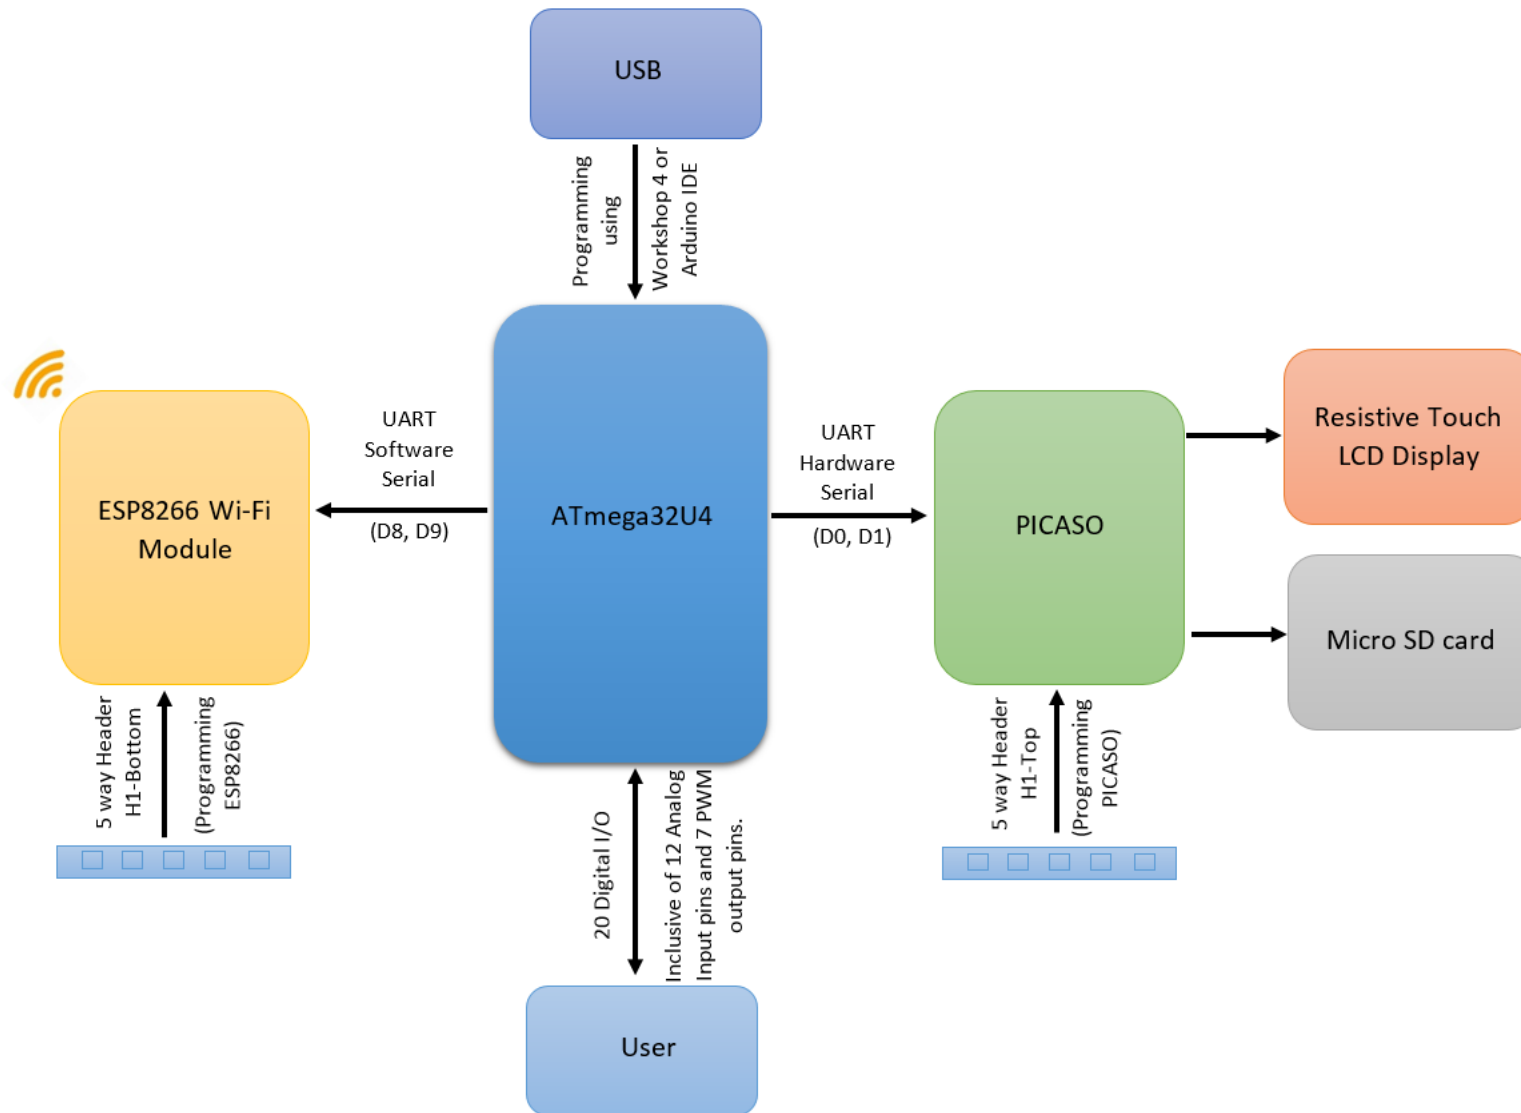 USB
Programming
using
Workshop 4 or
Arduino IDE
UART
Software
Serial
(D8, D9)
UART
Hardware
Serial
(D0, D1)
ESP8266 Wi-Fi
Module
ATmega32U4
PICASO
Resistive Touch
LCD Display
Micro SD card
5 way Header
H1-Bottom
(Programming
ESP8266)
20 Digital I/O
Inclusive of 12 Analog
Input pins and 7 PWM
output pins.
5 way Header
H1-Top
(Programming
PICASO)
User